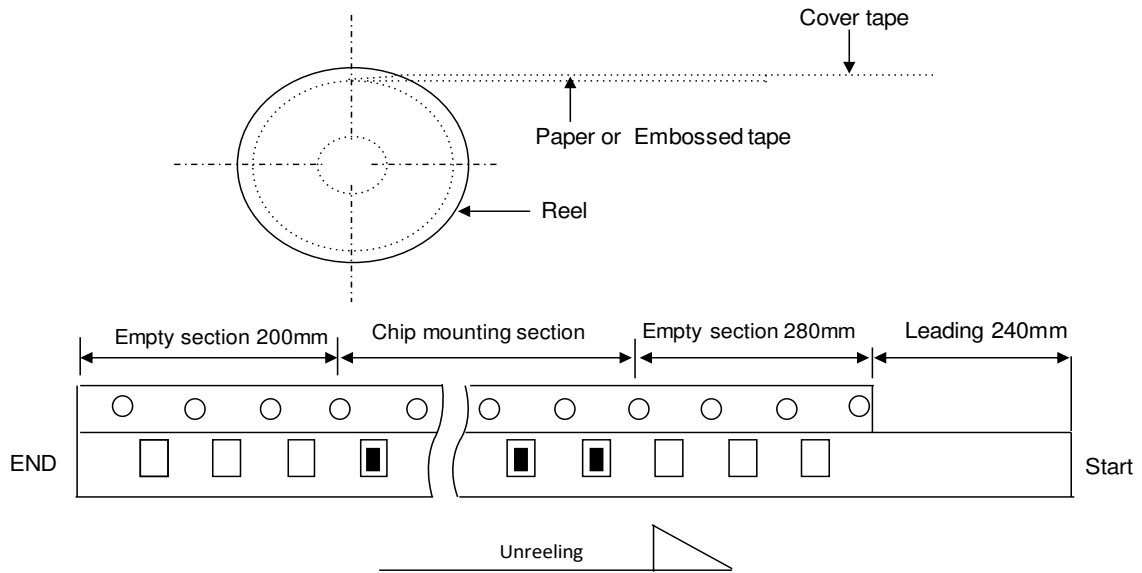 Cover tape
Paper or Embossed tape
Reel
Empty section 200mm
Chip mounting section
Empty section 280mm
Leading 240mm
END
Start
Unreeling